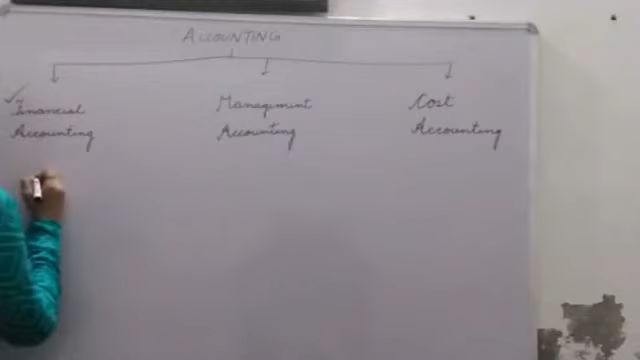 ACCOUNTING
Financial
Accounting
Management
Accounting
Cost
Accounting